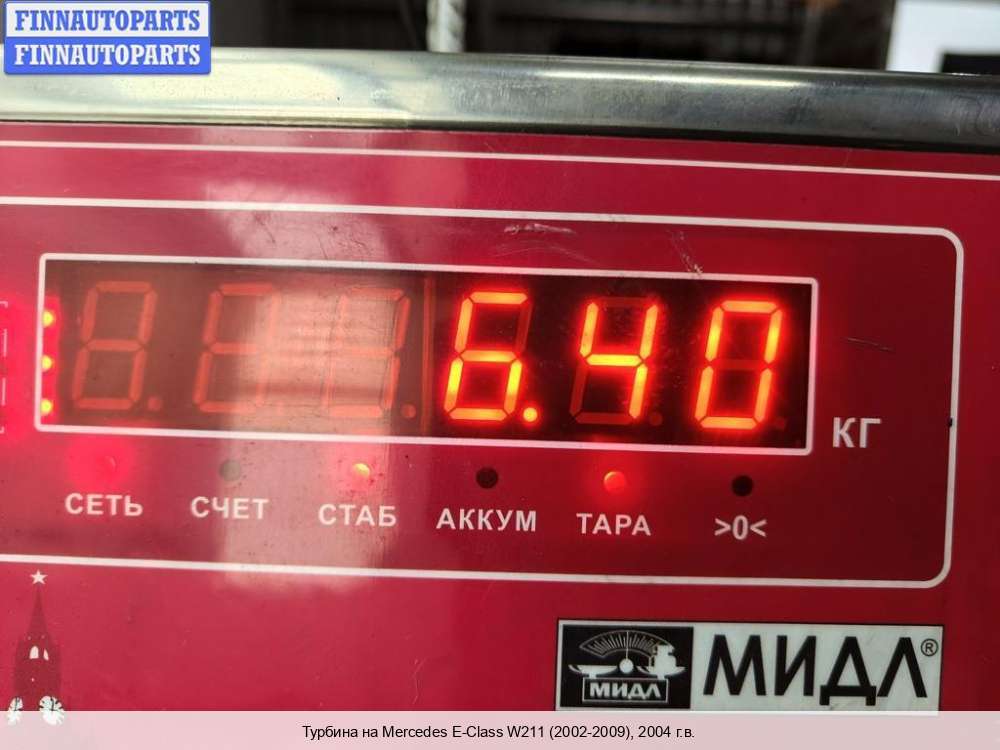 FINNAUTOPARTS
FINNAUTOPARTS
6.40
КГ
СЕТЬ СЧЕТ СТАБ АККУМ ТАРА >0<
МИДЛ
МИДЛ®
Турбина на Mercedes E-Class W211 (2002-2009), 2004 г.в.